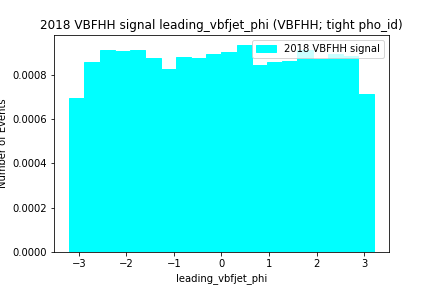 2018 VBFHH signal leading_vbfjet_phi (VBFHH; tight pho_id)
2018 VBFHH signal
Number of Events
0.0008
0.0006
0.0004
0.0002
0.0000
−3 −2 −1 0 1 2 3
leading_vbfjet_phi